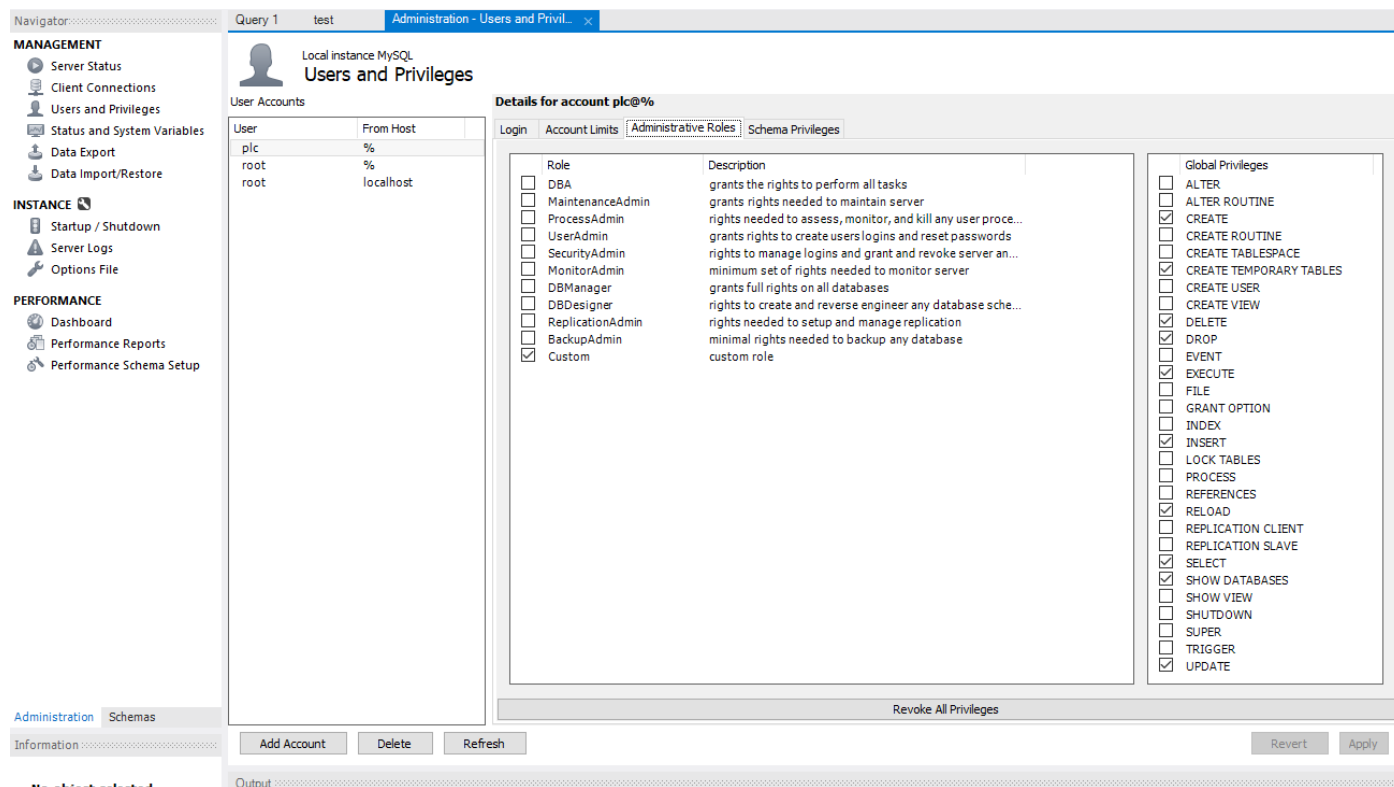 Navigator
MANAGEMENT
Server Status
Client Connections
Users and Privileges
Status and System Variables
Data Export
Data Import/Restore
INSTANCE
Startup / Shutdown
Server Logs
Options File
PERFORMANCE
Dashboard
Performance Reports
Performance Schema Setup
Administration Schemas
Information
No object selected
Query 1 test Administration - Users and Privil...
Local instance MySQL
Users and Privileges
User Accounts
User From Host
plc %
root %
root localhost
Add Account Delete Refresh
Details for account plc@%
Login Account Limits Administrative Roles Schema Privileges
Role Description
DBA grants the rights to perform all tasks
MaintenanceAdmin grants rights needed to maintain server
ProcessAdmin rights needed to assess, monitor, and kill any user proce...
UserAdmin grants rights to create users logins and reset passwords
SecurityAdmin rights to manage logins and grant and revoke server an...
MonitorAdmin minimum set of rights needed to monitor server
DBManager grants full rights on all databases
DBDesigner rights to create and reverse engineer any database sche...
ReplicationAdmin rights needed to setup and manage replication
BackupAdmin minimal rights needed to backup any database
Custom custom role
Global Privileges
ALTER
ALTER ROUTINE
CREATE
CREATE ROUTINE
CREATE TABLESPACE
CREATE TEMPORARY TABLES
CREATE USER
CREATE VIEW
DELETE
DROP
EVENT
EXECUTE
FILE
GRANT OPTION
INDEX
INSERT
LOCK TABLES
PROCESS
REFERENCES
RELOAD
REPLICATION CLIENT
REPLICATION SLAVE
SELECT
SHOW DATABASES
SHOW VIEW
SHUTDOWN
SUPER
TRIGGER
UPDATE
Revoke All Privileges
Revert Apply
Output